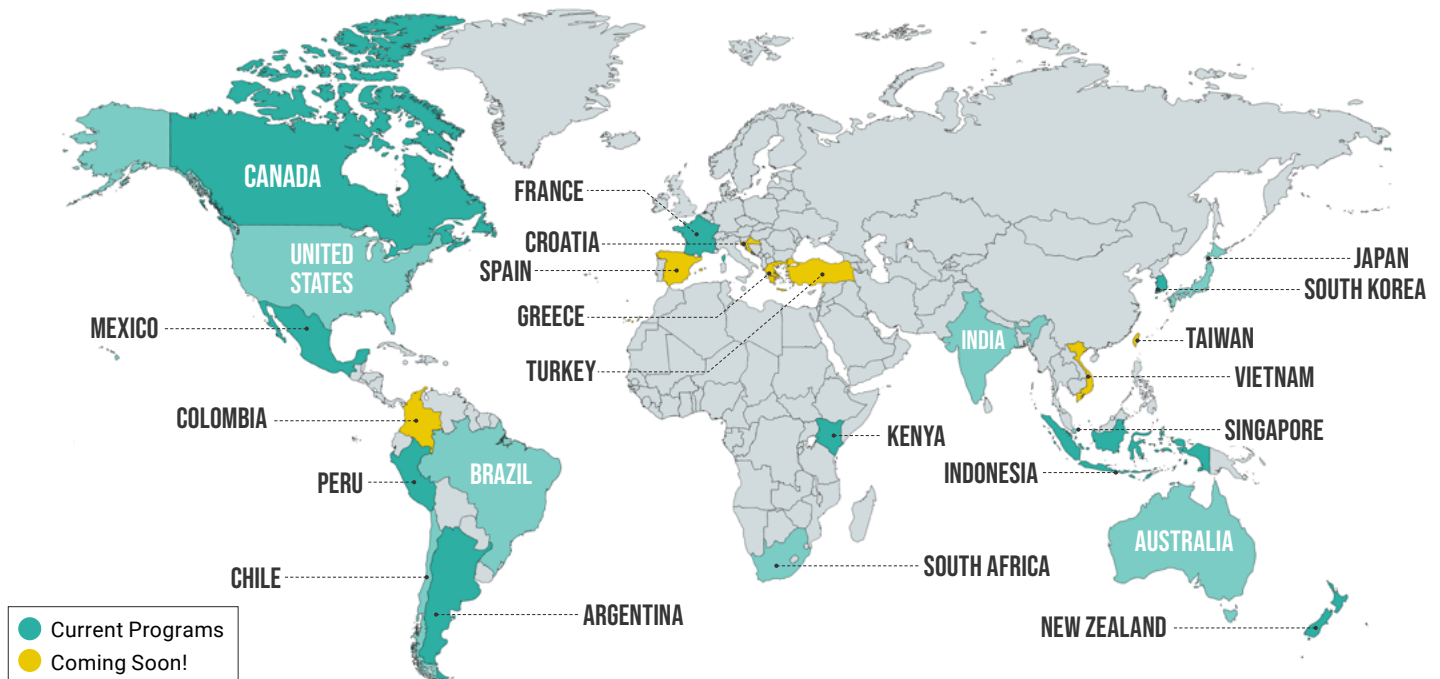 CANADA
UNITED
STATES
MEXICO
COLOMBIA
PERU
BRAZIL
CHILE
ARGENTINA
FRANCE
CROATIA
SPAIN
GREECE
TURKEY
KENYA
SOUTH AFRICA
INDIA
JAPAN
SOUTH KOREA
TAIWAN
VIETNAM
SINGAPORE
INDONESIA
AUSTRALIA
NEW ZEALAND
Current Programs
Coming Soon!